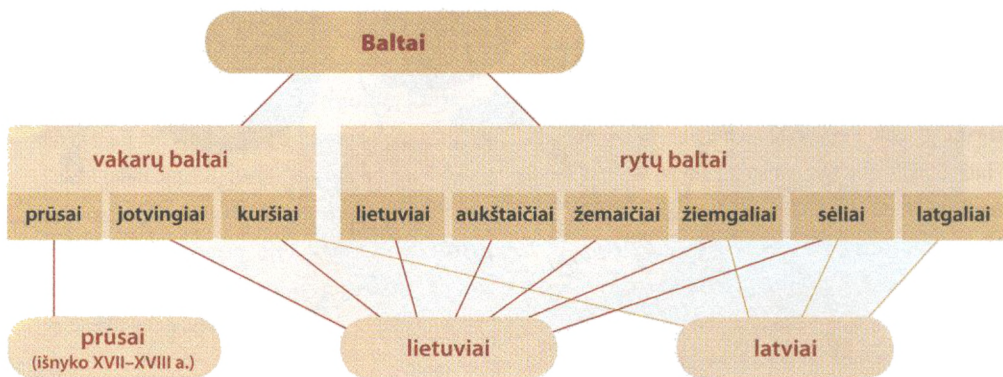 Baltai
vakarų baltai
rytų baltai
prūsai
jotvingiai
kuršiai
lietuviai
aukštaičiai
žemaičiai
žiemgaliai
sėliai
latgaliai
prūsai
(išnyko XVII–XVIII a.)
lietuviai
latviai